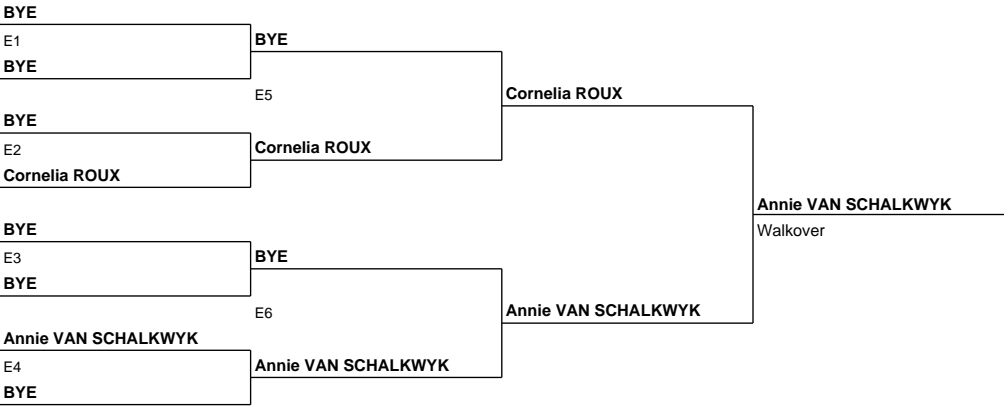 BYE
E1
BYE
BYE
E5
Cornelia ROUX
BYE
E2
Cornelia ROUX
Cornelia ROUX
Annie VAN SCHALKWYK
Walkover
BYE
E3
BYE
BYE
E6
Annie VAN SCHALKWYK
Annie VAN SCHALKWYK
E4
Annie VAN SCHALKWYK
BYE